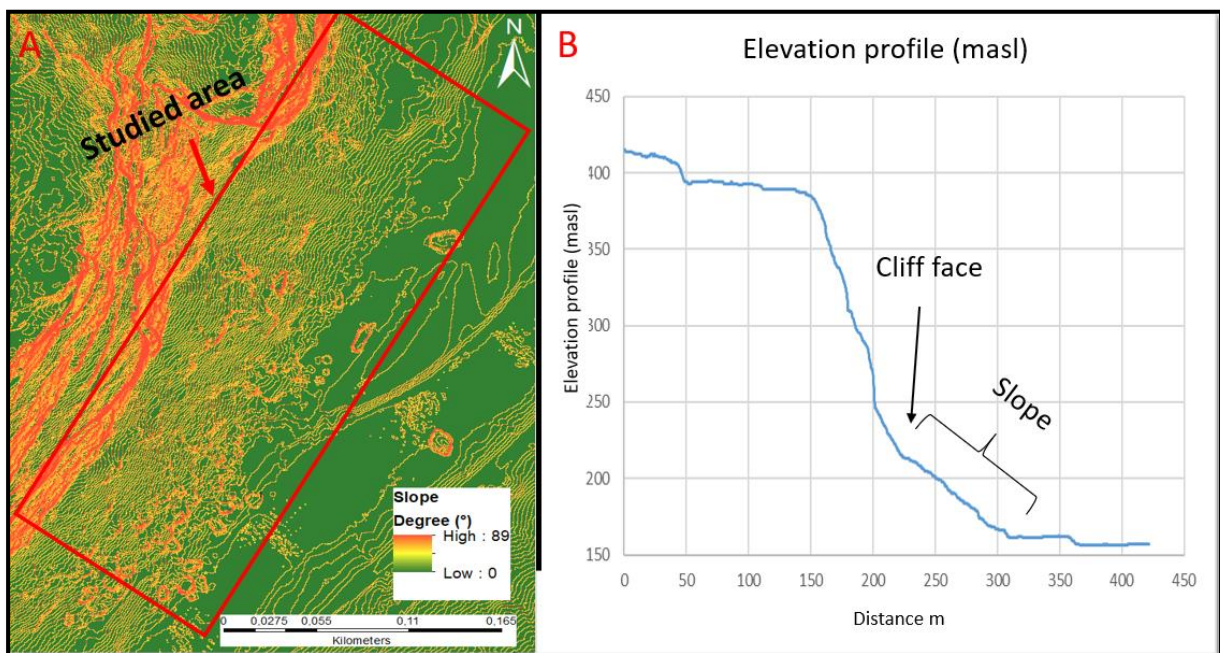 A
N
Studied area
Slope
Degree (°)
High : 89
Low : 0
0 0,0275 0,055 0,11 0,165
Kilometers
B
Elevation profile (masl)
Elevation profile (masl)
450
400
350
300
250
200
150
Cliff face
Slope
0 50 100 150 200 250 300 350 400 450
Distance m